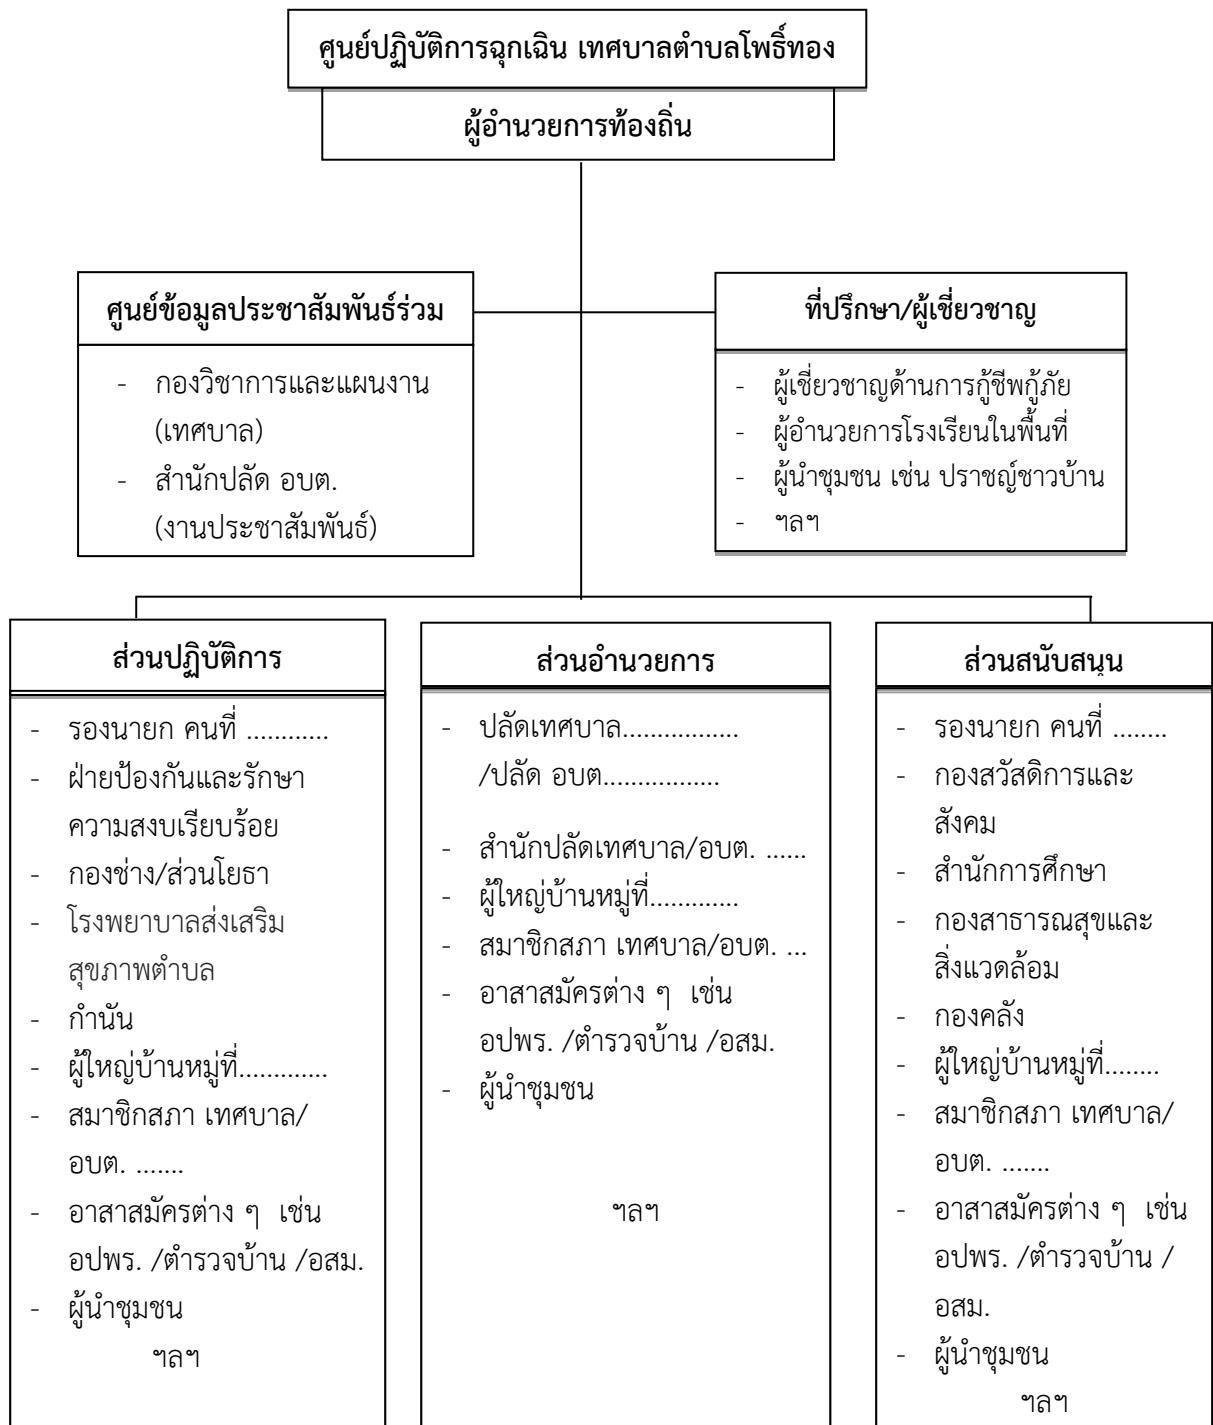 ศูนย์ปฏิบัติการฉุกเฉิน เทศบาลตำบลโพธิ์ทอง
ผู้อำนวยการท้องถิ่น
ศูนย์ข้อมูลประชาสัมพันธ์ร่วม
- กองวิชาการและแผนงาน
(เทศบาล)
- สำนักปลัด อบต.
(งานประชาสัมพันธ์)
ที่ปรึกษา/ผู้เชี่ยวชาญ
- ผู้เชี่ยวชาญด้านการกู้ชีพกู้ภัย
- ผู้อำนวยการโรงเรียนในพื้นที่
- ผู้นำชุมชน เช่น ปราชญ์ชาวบ้าน
- ฯลฯ
ส่วนปฏิบัติการ
- รองนายก คนที่ ............
- ฝ่ายป้องกันและรักษา
ความสงบเรียบร้อย
- กองช่าง/ส่วนโยธา
- โรงพยาบาลส่งเสริม
สุขภาพตำบล
- กำนัน
- ผู้ใหญ่บ้านหมู่ที่.............
- สมาชิกสภา เทศบาล/
อบต. .......
- อาสาสมัครต่าง ๆ เช่น
อปพร. /ตำรวจบ้าน /อสม.
- ผู้นำชุมชน
ฯลฯ
ส่วนอำนวยการ
- ปลัดเทศบาล.................
/ปลัด อบต.................
- สำนักปลัดเทศบาล/อบต. ......
- ผู้ใหญ่บ้านหมู่ที่.............
- สมาชิกสภา เทศบาล/อบต. ...
- อาสาสมัครต่าง ๆ เช่น
อปพร. /ตำรวจบ้าน /อสม.
- ผู้นำชุมชน
ฯลฯ
ส่วนสนับสนุน
- รองนายก คนที่ ........
- กองสวัสดิการและ
สังคม
- สำนักการศึกษา
- กองสาธารณสุขและ
สิ่งแวดล้อม
- กองคลัง
- ผู้ใหญ่บ้านหมู่ที่........
- สมาชิกสภา เทศบาล/
อบต. .......
- อาสาสมัครต่าง ๆ เช่น
อปพร. /ตำรวจบ้าน /
อสม.
- ผู้นำชุมชน
ฯลฯ